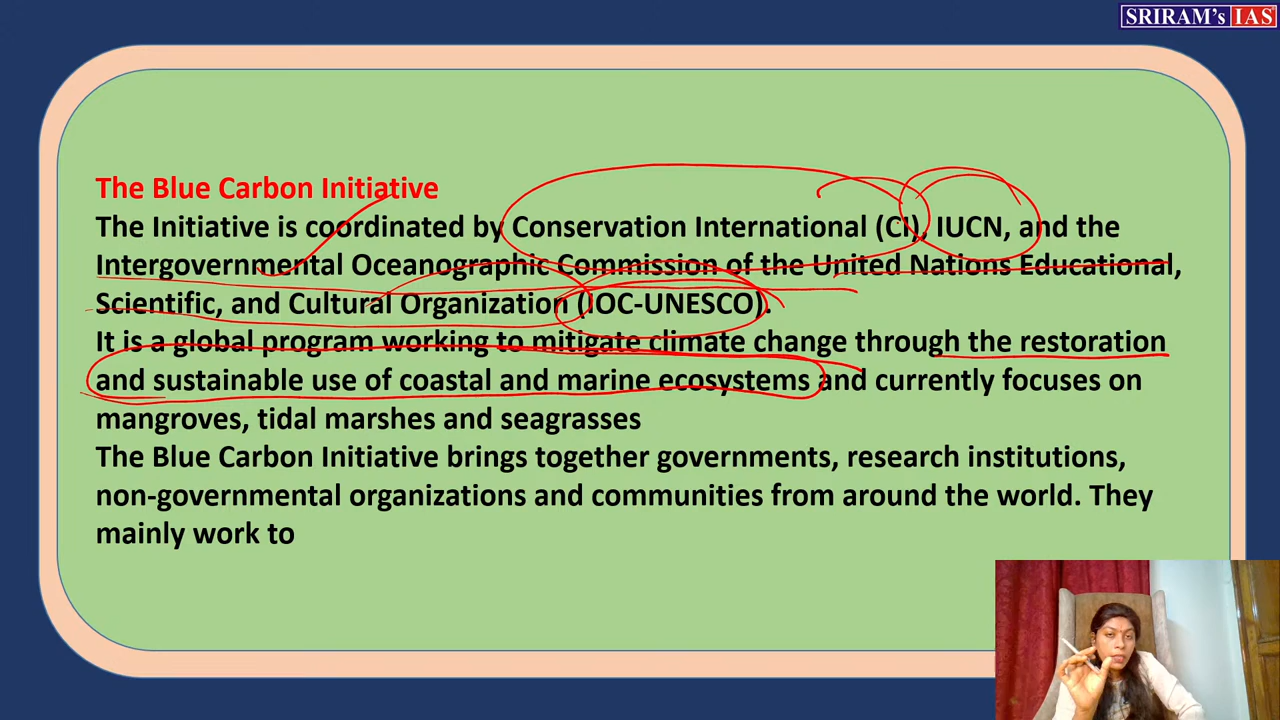 SRIRAM's IAS
The Blue Carbon Initiative
The Initiative is coordinated by Conservation International (CI), IUCN, and the
Intergovernmental Oceanographic Commission of the United Nations Educational,
Scientific, and Cultural Organization (IOC-UNESCO).
It is a global program working to mitigate climate change through the restoration
and sustainable use of coastal and marine ecosystems and currently focuses on
mangroves, tidal marshes and seagrasses
The Blue Carbon Initiative brings together governments, research institutions,
non-governmental organizations and communities from around the world. They
mainly work to